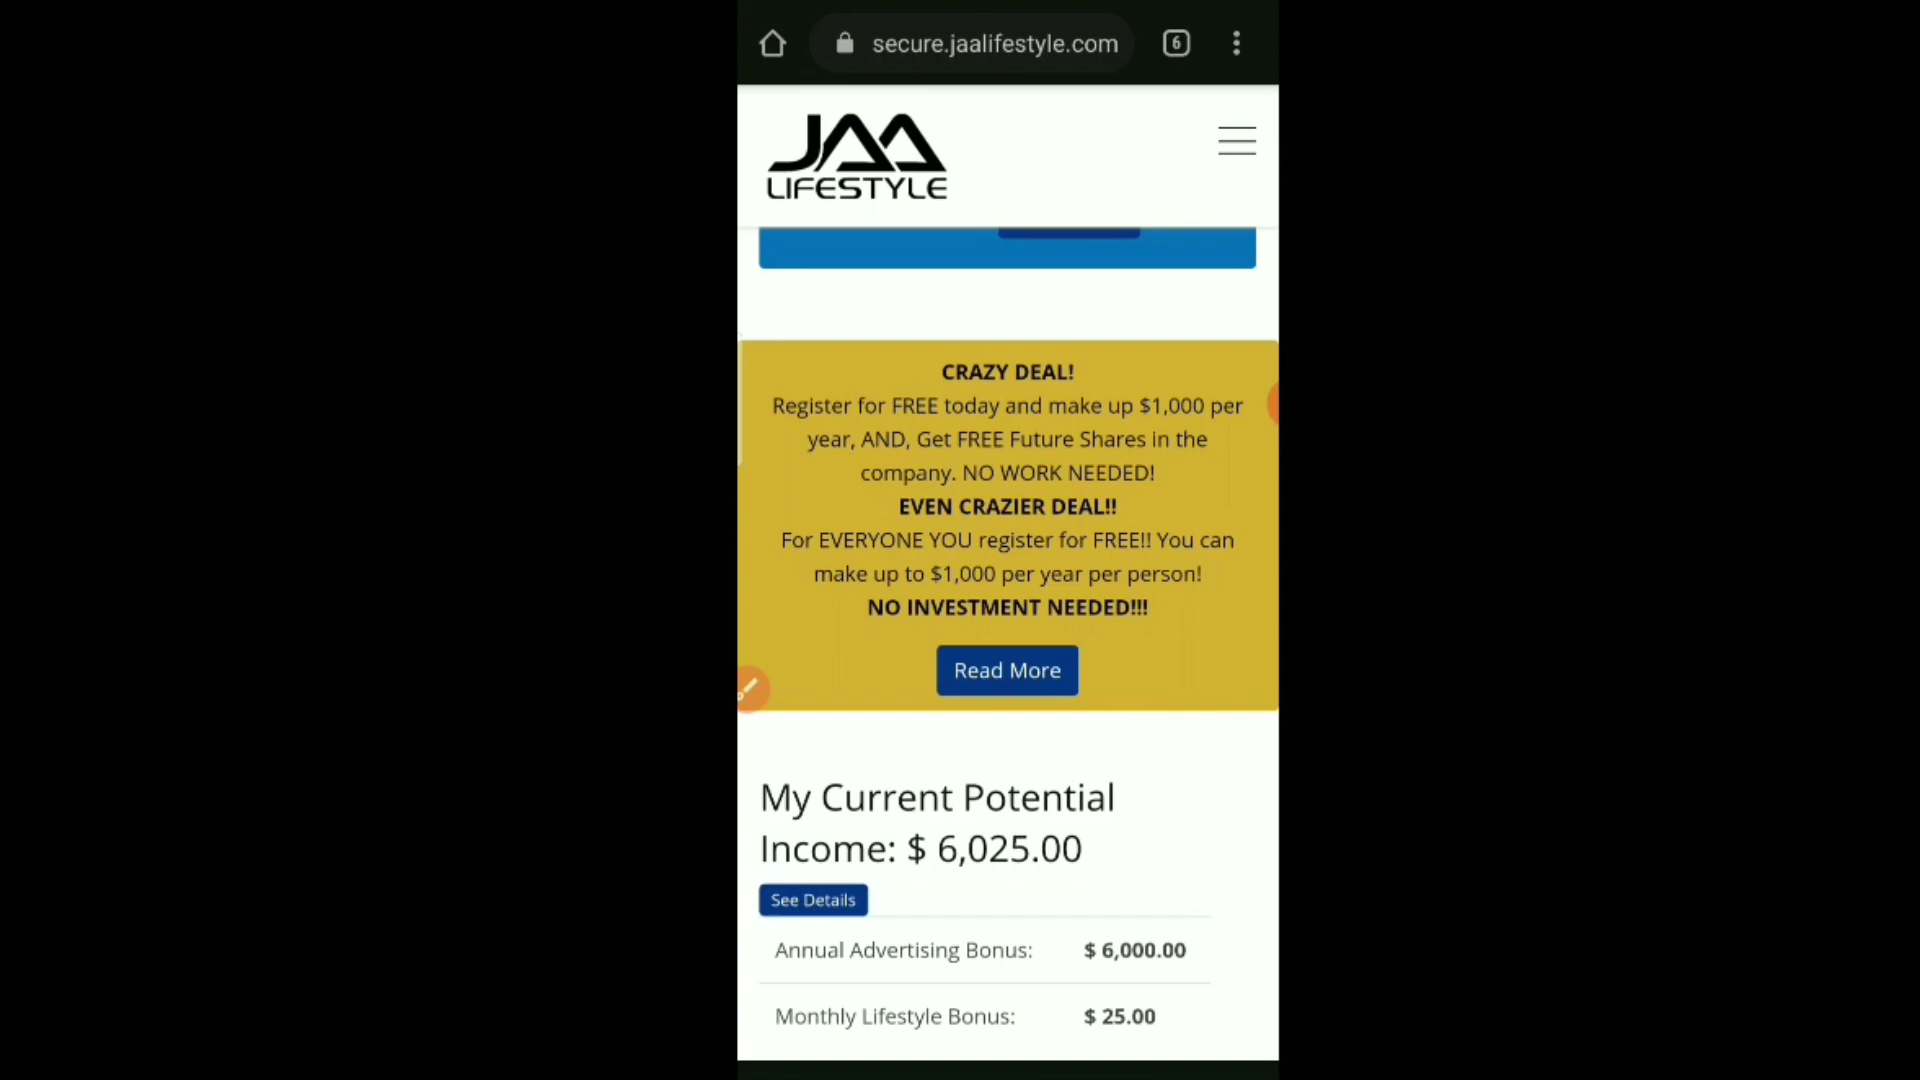 secure.jaalifestyle.com
6
JAA
LIFESTYLE
CRAZY DEAL!
Register for FREE today and make up $1,000 per
year, AND, Get FREE Future Shares in the
company. NO WORK NEEDED!
EVEN CRAZIER DEAL!!
For EVERYONE YOU register for FREE!! You can
make up to $1,000 per year per person!
NO INVESTMENT NEEDED!!!
Read More
My Current Potential
Income: $ 6,025.00
See Details
Annual Advertising Bonus: $ 6,000.00
Monthly Lifestyle Bonus: $ 25.00